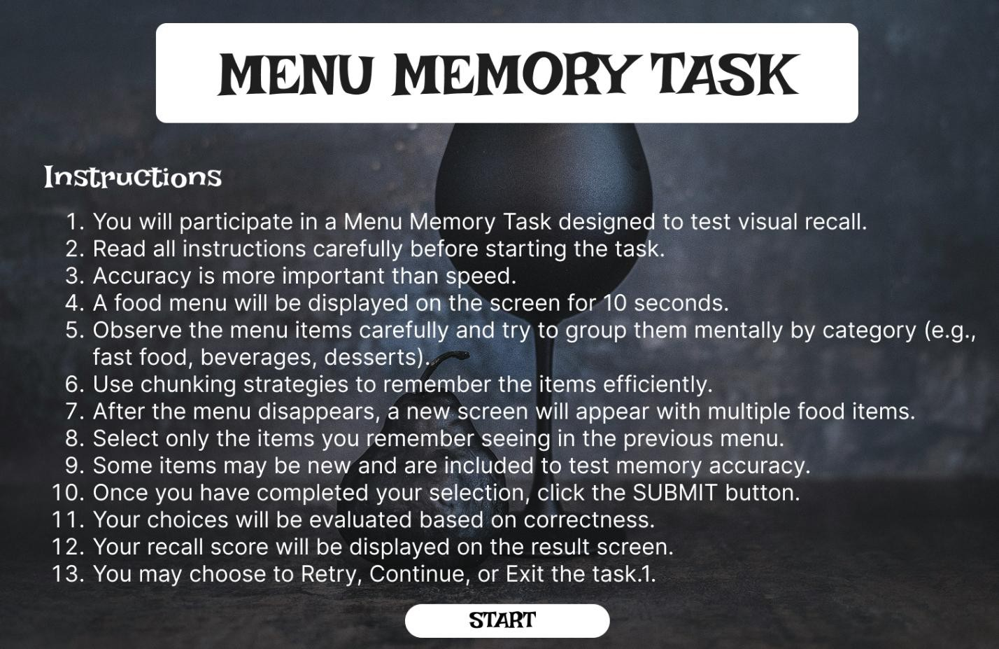 MENU MEMORY TASK
Instructions
1. You will participate in a Menu Memory Task designed to test visual recall.
2. Read all instructions carefully before starting the task.
3. Accuracy is more important than speed.
4. A food menu will be displayed on the screen for 10 seconds.
5. Observe the menu items carefully and try to group them mentally by category (e.g.,
fast food, beverages, desserts).
6. Use chunking strategies to remember the items efficiently.
7. After the menu disappears, a new screen will appear with multiple food items.
8. Select only the items you remember seeing in the previous menu.
9. Some items may be new and are included to test memory accuracy.
10. Once you have completed your selection, click the SUBMIT button.
11. Your choices will be evaluated based on correctness.
12. Your recall score will be displayed on the result screen.
13. You may choose to Retry, Continue, or Exit the task.1.
START